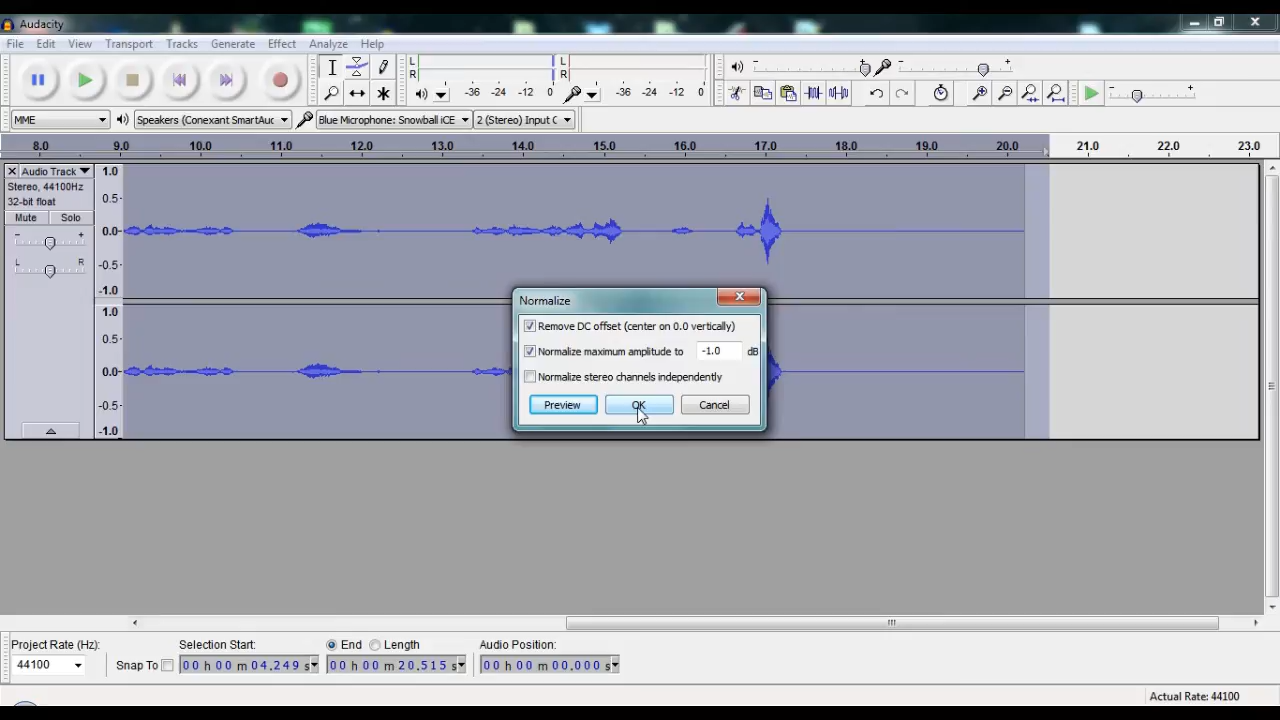 Audacity
File Edit View Transport Tracks Generate Effect Analyze Help
L
R
-36 -24 -12 0
L
R
-36 -24 -12 0
MME
Speakers (Conexant SmartAuc
Blue Microphone: Snowball iCE
2 (Stereo) Input C
8.0 9.0 10.0 11.0 12.0 13.0 14.0 15.0 16.0 17.0 18.0 19.0 20.0 21.0 22.0 23.0
Audio Track
Stereo, 44100Hz
32-bit float
Mute Solo
- +
L R
1.0
0.5
0.0
-0.5
-1.0
1.0
0.5
0.0
-0.5
-1.0
Normalize
Remove DC offset (center on 0.0 vertically)
Normalize maximum amplitude to -1.0 dB
Normalize stereo channels independently
Preview OK Cancel
Project Rate (Hz): Selection Start: End Length Audio Position:
44100 Snap To 00 h 00 m 04.249 s 00 h 00 m 20.515 s 00 h 00 m 00.000 s
Actual Rate: 44100